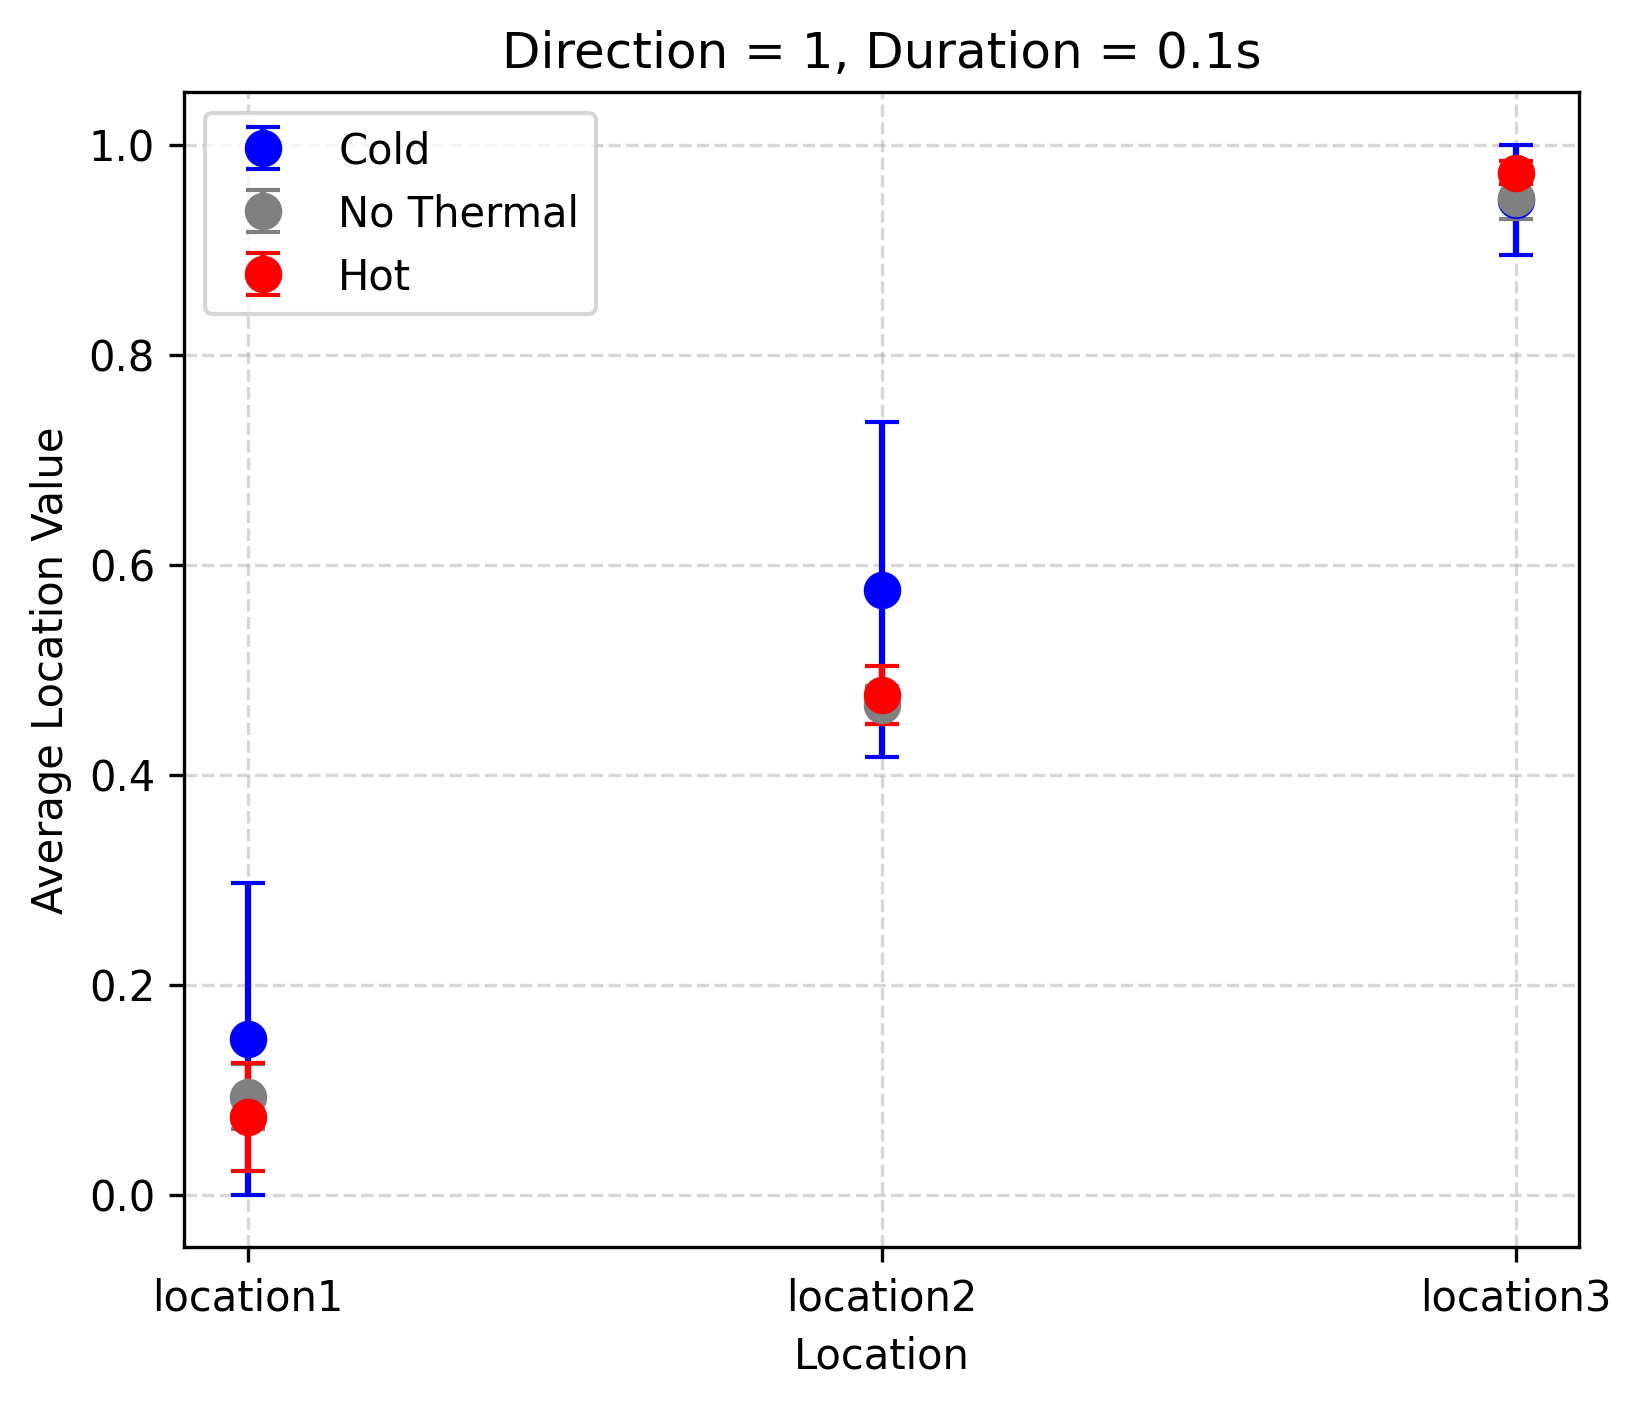 Direction = 1, Duration = 0.1s
Cold
No Thermal
Hot
1.0
0.8
0.6
0.4
0.2
0.0
Average Location Value
location1
location2
location3
Location